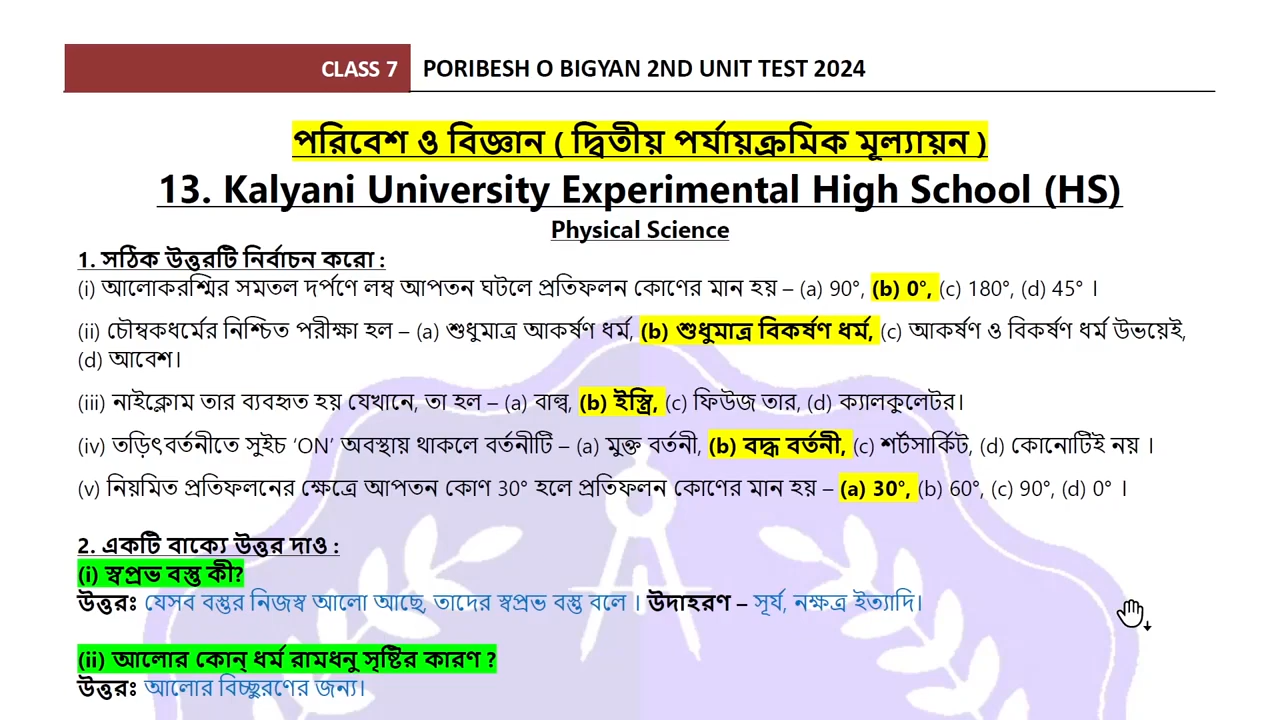 CLASS 7 PORIBESH O BIGYAN 2ND UNIT TEST 2024
পরিবেশ ও বিজ্ঞান ( দ্বিতীয় পর্যায়ক্রমিক মূল্যায়ন )
13. Kalyani University Experimental High School (HS)
Physical Science
1. সঠিক উত্তরটি নির্বাচন করো :
(i) আলোকরশ্মির সমতল দর্পণে লম্ব আপতন ঘটলে প্রতিফলন কোণের মান হয় – (a) 90°, (b) 0°, (c) 180°, (d) 45° ।
(ii) চৌম্বকধর্মের নিশ্চিত পরীক্ষা হল – (a) শুধুমাত্র আকর্ষণ ধর্ম, (b) শুধুমাত্র বিকর্ষণ ধর্ম, (c) আকর্ষণ ও বিকর্ষণ ধর্ম উভয়েই,
(d) আবেশ।
(iii) নাইক্রোম তার ব্যবহৃত হয় যেখানে, তা হল – (a) বাল্ব, (b) ইস্ত্রি, (c) ফিউজ তার, (d) ক্যালকুলেটর।
(iv) তড়িৎবর্তনীতে সুইচ ‘ON’ অবস্থায় থাকলে বর্তনীটি – (a) মুক্ত বর্তনী, (b) বদ্ধ বর্তনী, (c) শর্টসার্কিট, (d) কোনোটিই নয় ।
(v) নিয়মিত প্রতিফলনের ক্ষেত্রে আপতন কোণ 30° হলে প্রতিফলন কোণের মান হয় – (a) 30°, (b) 60°, (c) 90°, (d) 0° ।
2. একটি বাক্যে উত্তর দাও :
(i) স্বপ্রভ বস্তু কী?
উত্তরঃ যেসব বস্তুর নিজস্ব আলো আছে, তাদের স্বপ্রভ বস্তু বলে । উদাহরণ – সূর্য, নক্ষত্র ইত্যাদি।
(ii) আলোর কোন্ ধর্ম রামধনু সৃষ্টির কারণ ?
উত্তরঃ আলোর বিচ্ছুরণের জন্য।